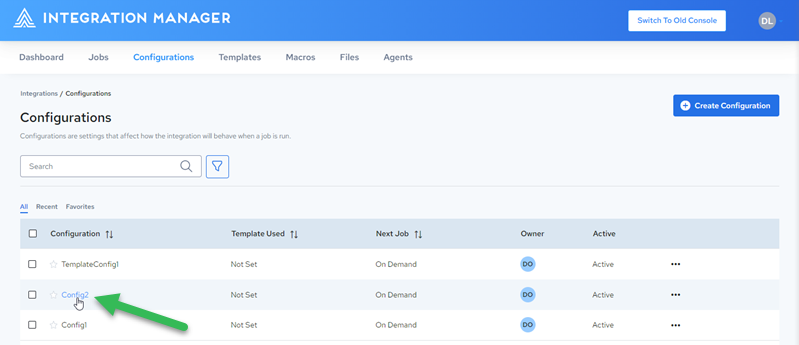 INTEGRATION MANAGER
Switch To Old Console
DL
Dashboard Jobs Configurations Templates Macros Files Agents
Integrations / Configurations
Configurations
Create Configuration
Configurations are settings that affect how the integration will behave when a job is run.
Search
All Recent Favorites
Configuration Template Used Next Job Owner Active
TemplateConfig1 Not Set On Demand DO Active
Config2 Not Set On Demand DO Active
Config1 Not Set On Demand DO Active